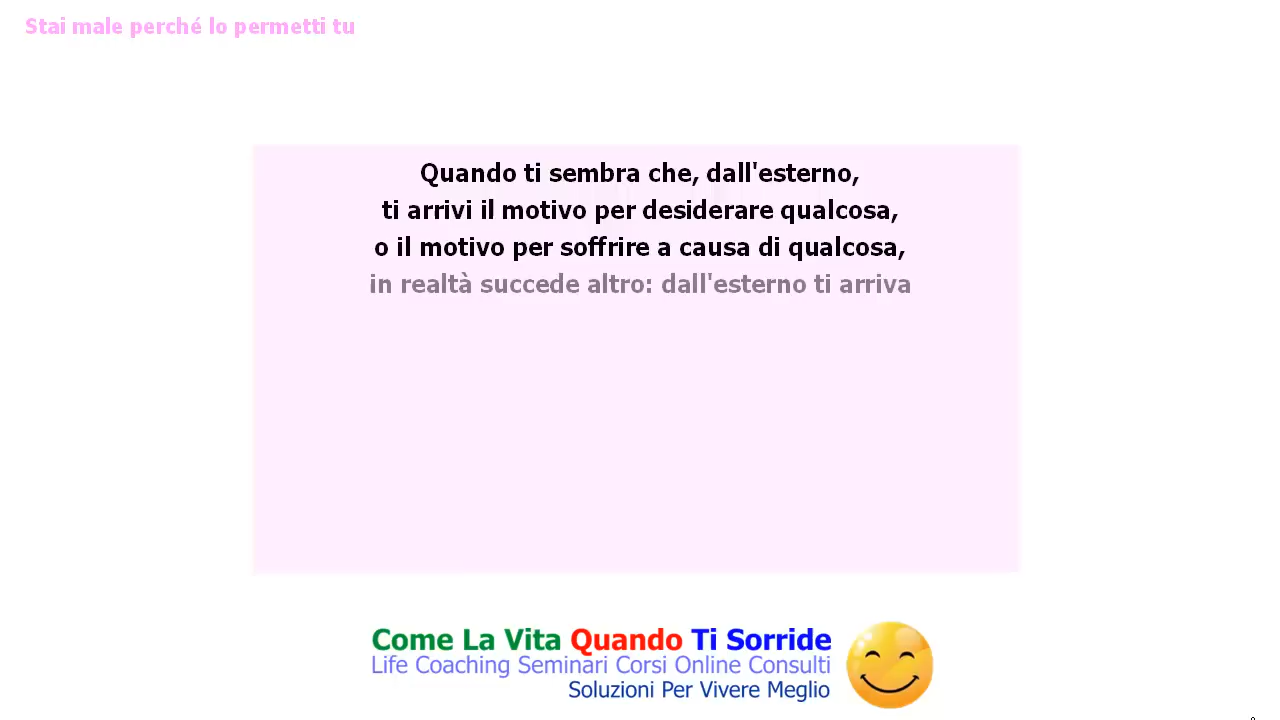 Stai male perché lo permetti tu
Quando ti sembra che, dall'esterno,
ti arrivi il motivo per desiderare qualcosa,
o il motivo per soffrire a causa di qualcosa,
in realtà succede altro: dall'esterno ti arriva
Come La Vita Quando Ti Sorride
Life Coaching Seminari Corsi Online Consulti
Soluzioni Per Vivere Meglio